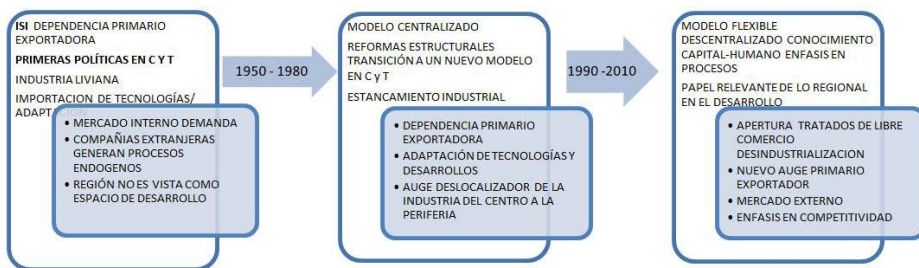 ISI DEPENDENCIA PRIMARIO
EXPORTADORA
PRIMERAS POLÍTICAS EN C Y T
INDUSTRIA LIVIANA
IMPORTACION DE TECNOLOGÍAS/
• MERCADO INTERNO DEMANDA
• COMPAÑIAS EXTRANJERAS
GENERAN PROCESOS
ENDOGENOS
• REGIÓN NO ES VISTA COMO
ESPACIO DE DESARROLLO
1950 - 1980
MODELO CENTRALIZADO
REFORMAS ESTRUCTURALES
TRANSICIÓN A UN NUEVO MODELO
EN C y T
ESTANCAMIENTO INDUSTRIAL
• DEPENDENCIA PRIMARIO
EXPORTADORA
• ADAPTACIÓN DE TECNOLOGÍAS Y
DESARROLLOS
• AUGE DESLOCALIZADOR DE LA
INDUSTRIA DEL CENTRO A LA
PERIFERIA
1990 -2010
MODELO FLEXIBLE
DESCENTRALIZADO CONOCIMIENTO
CAPITAL-HUMANO ENFASIS EN
PROCESOS
PAPEL RELEVANTE DE LO REGIONAL
EN EL DESARROLLO
• APERTURA TRATADOS DE LIBRE
COMERCIO
DESINDUSTRIALIZACION
• NUEVO AUGE PRIMARIO
EXPORTADOR
• MERCADO EXTERNO
• ENFASIS EN COMPETITIVIDAD